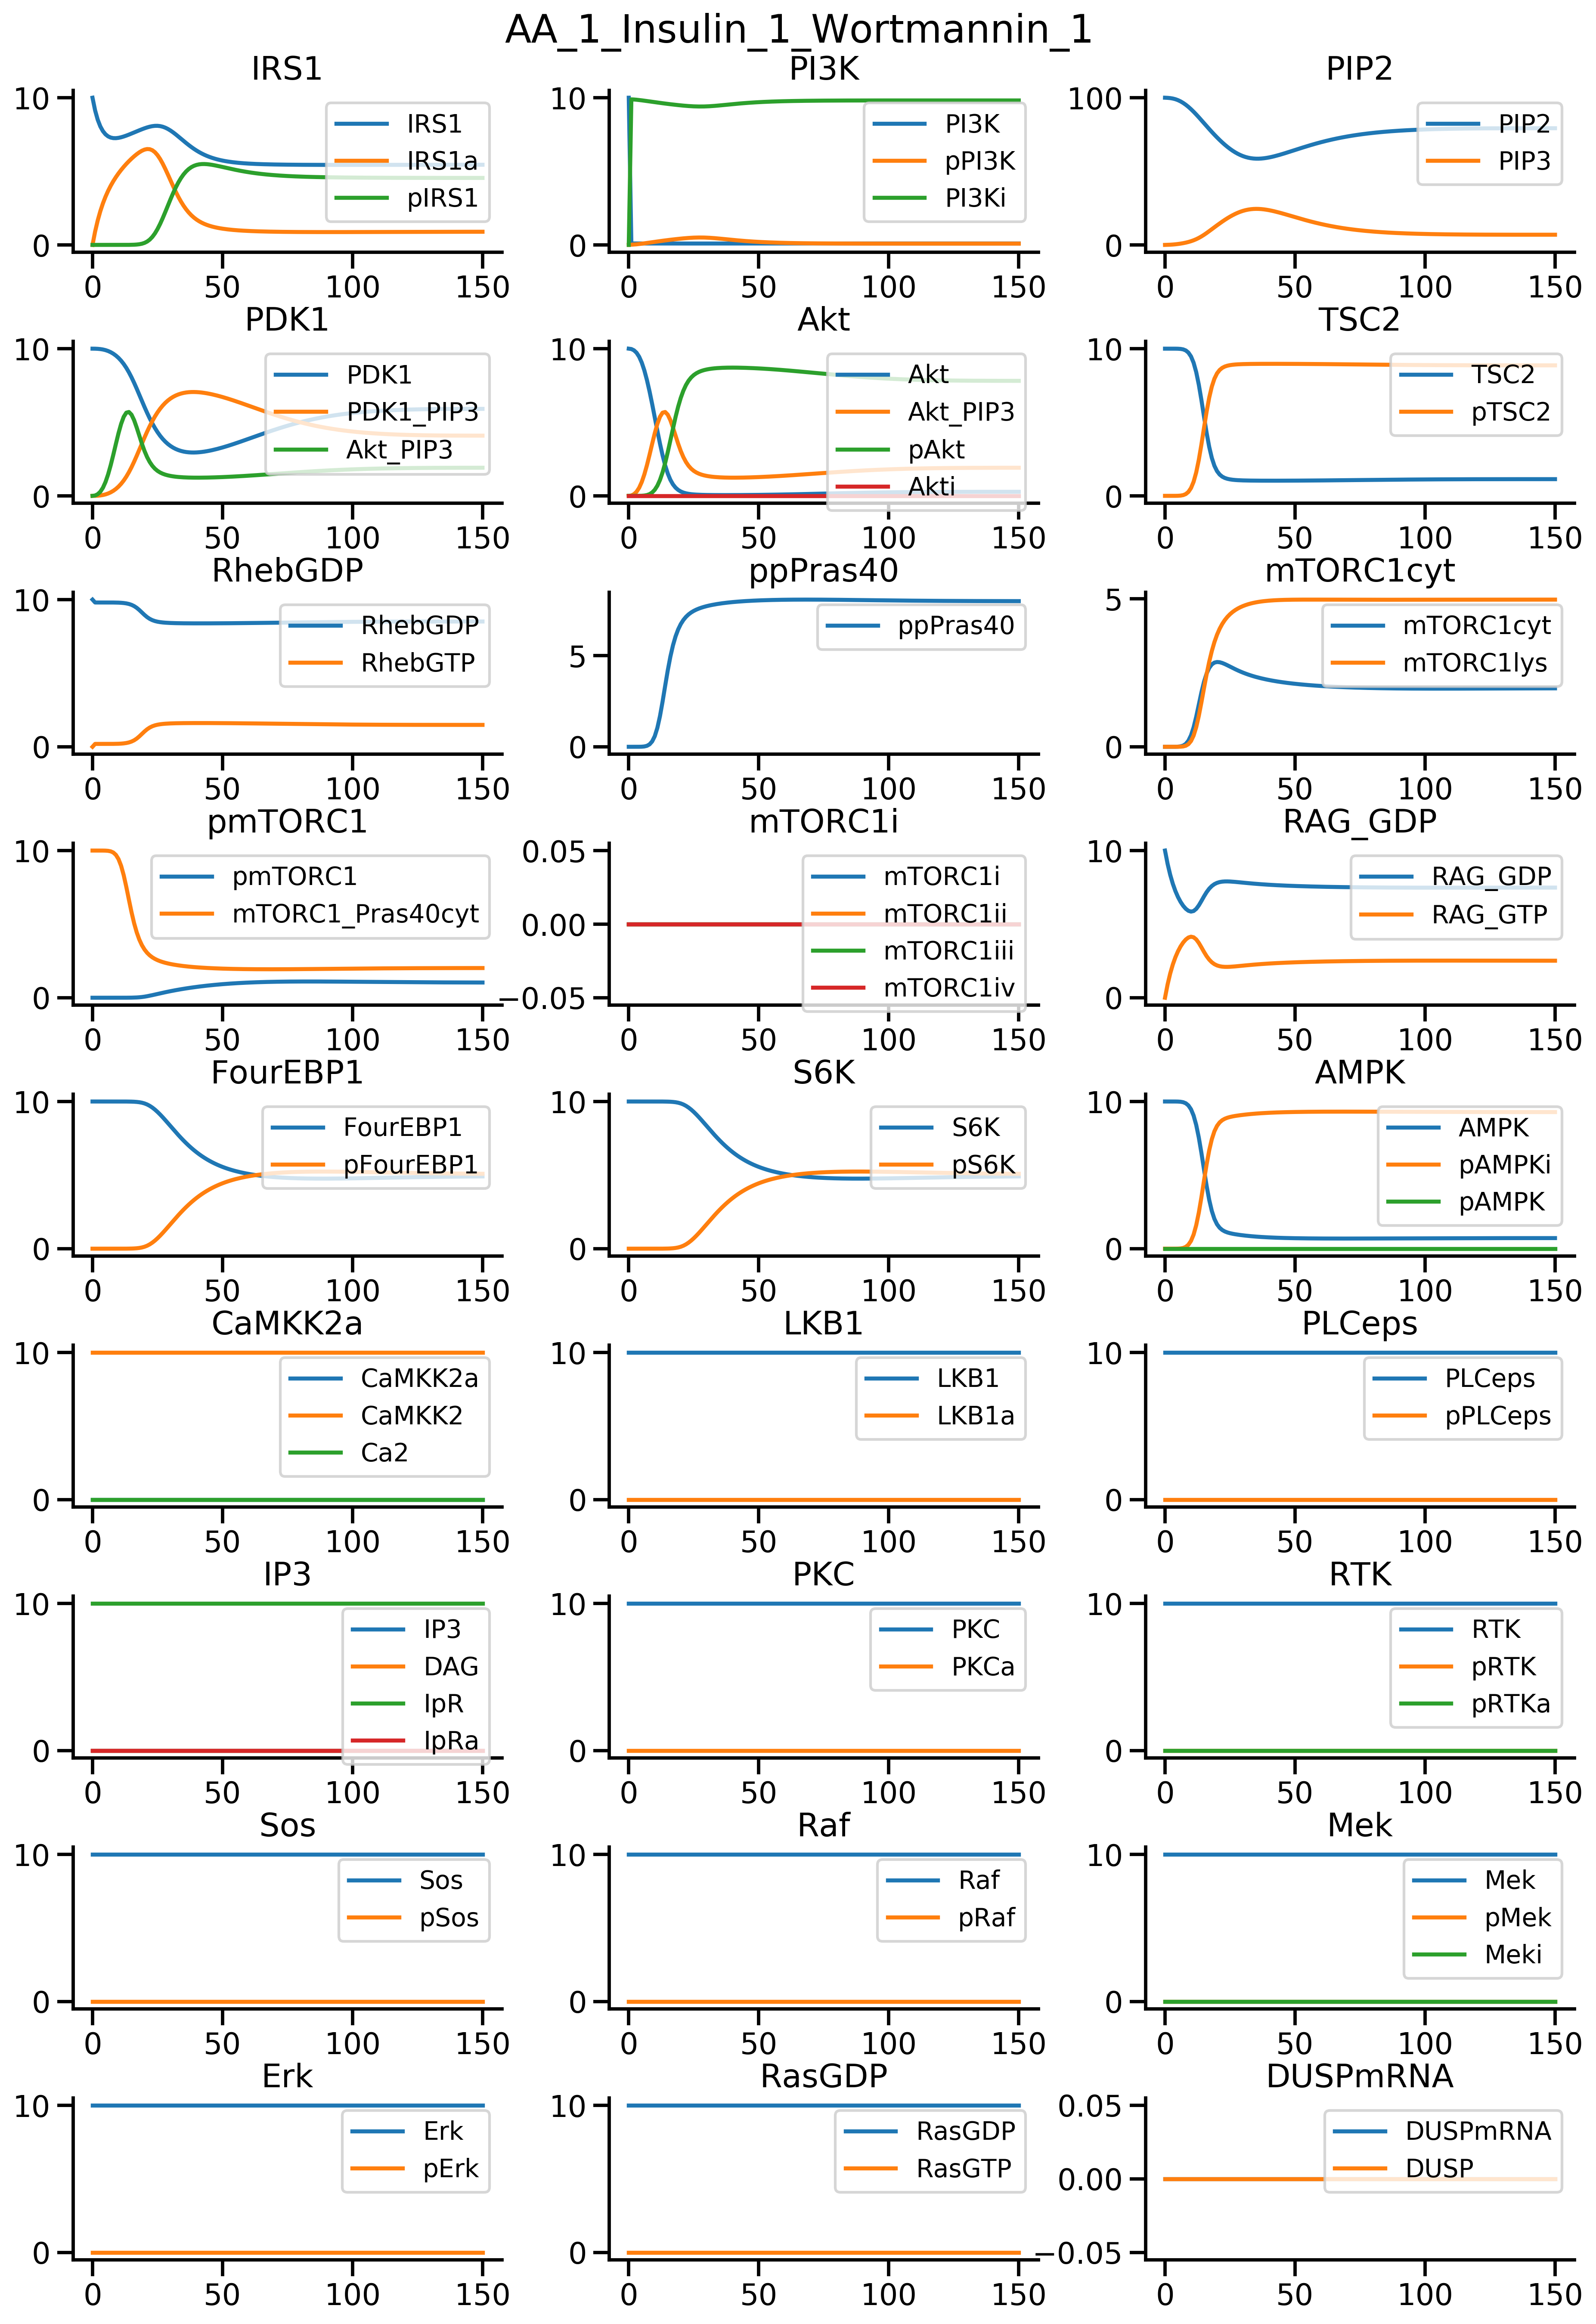 AA_1_Insulin_1_Wortmannin_1
IRS1 PI3K PIP2
10 10 100
IRS1 PI3K PIP2
IRS1a pPI3K PIP3
pIRS1 PI3Ki
0 0 0
0 50 100 150 0 50 100 150 0 50 100 150
PDK1 Akt TSC2
10 10 10
PDK1 Akt TSC2
PDK1_PIP3 Akt_PIP3 pTSC2
Akt_PIP3 pAkt
Akti
0 0 0
0 50 100 150 0 50 100 150 0 50 100 150
RhebGDP ppPras40 mTORC1cyt
10 5
RhebGDP ppPras40 mTORC1cyt
RhebGTP 5 mTORC1lys
0 0 0
0 50 100 150 0 50 100 150 0 50 100 150
pmTORC1 mTORC1i RAG_GDP
10 0.05 10
pmTORC1 mTORC1i RAG_GDP
mTORC1_Pras40cyt 0.00 mTORC1ii RAG_GTP
mTORC1iii
mTORC1iv
0 −0.05 0
0 50 100 150 0 50 100 150 0 50 100 150
FourEBP1 S6K AMPK
10 10 10
FourEBP1 S6K AMPK
pFourEBP1 pS6K pAMPKi
pAMPK
0 0 0
0 50 100 150 0 50 100 150 0 50 100 150
CaMKK2a LKB1 PLCeps
10 10 10
CaMKK2a LKB1 PLCeps
CaMKK2 LKB1a pPLCeps
Ca2
0 0 0
0 50 100 150 0 50 100 150 0 50 100 150
IP3 PKC RTK
10 10 10
IP3 PKC RTK
DAG PKCa pRTK
IpR pRTKa
IpRa
0 0 0
0 50 100 150 0 50 100 150 0 50 100 150
Sos Raf Mek
10 10 10
Sos Raf Mek
pSos pRaf pMek
Meki
0 0 0
0 50 100 150 0 50 100 150 0 50 100 150
Erk RasGDP DUSPmRNA
10 10 0.05
Erk RasGDP DUSPmRNA
pErk RasGTP 0.00 DUSP
0 0 −0.05
0 50 100 150 0 50 100 150 0 50 100 150